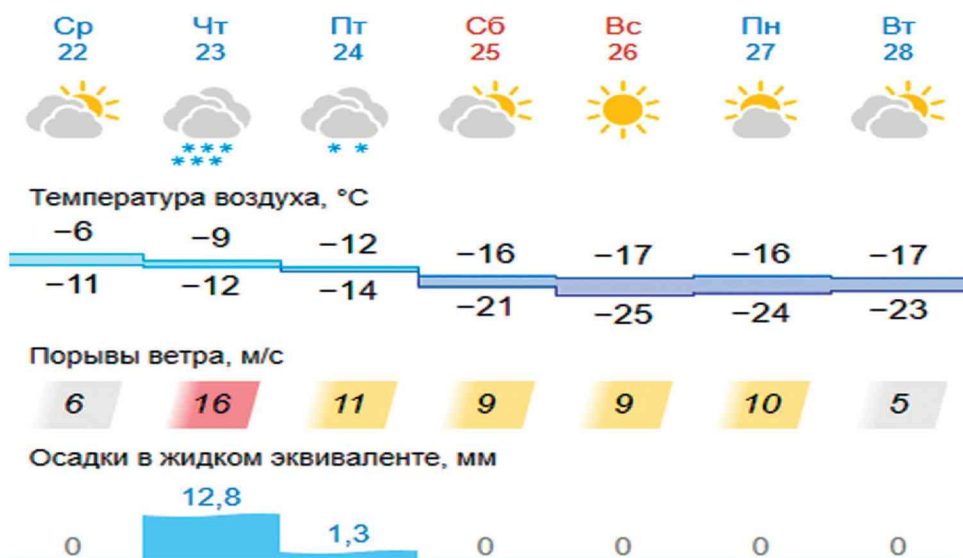 Ср Чт Пт Сб Вс Пн Вт
22 23 24 25 26 27 28
Температура воздуха, °C
−6 −9 −12 −16 −17 −16 −17
−11 −12 −14 −21 −25 −24 −23
Порывы ветра, м/с
6 16 11 9 9 10 5
Осадки в жидком эквиваленте, мм
0 12,8 1,3 0 0 0 0